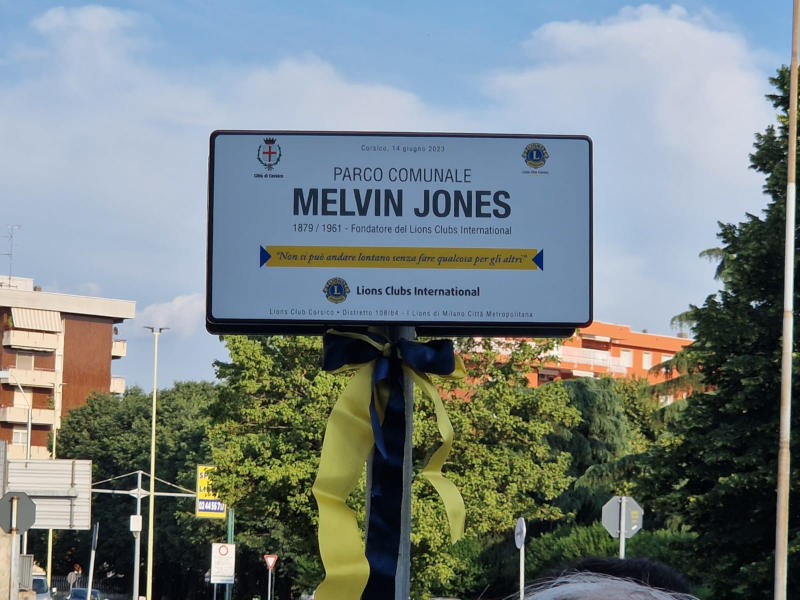 Corsico, 14 giugno 2023
Città di Corsico
PARCO COMUNALE
MELVIN JONES
1879 / 1961 - Fondatore del Lions Clubs International
"Non si può andare lontano senza fare qualcosa per gli altri"
Lions Clubs International
Lions Club Corsico • Distretto 108Ib4 - I Lions di Milano Città Metropolitana